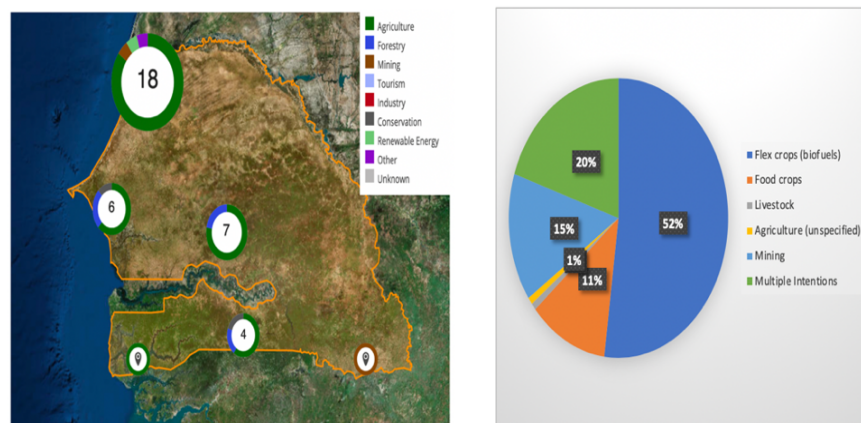 18
6
7
4
Agriculture
Forestry
Mining
Tourism
Industry
Conservation
Renewable Energy
Other
Unknown
20%
15%
1%
11%
52%
Flex crops (biofuels)
Food crops
Livestock
Agriculture (unspecified)
Mining
Multiple Intentions